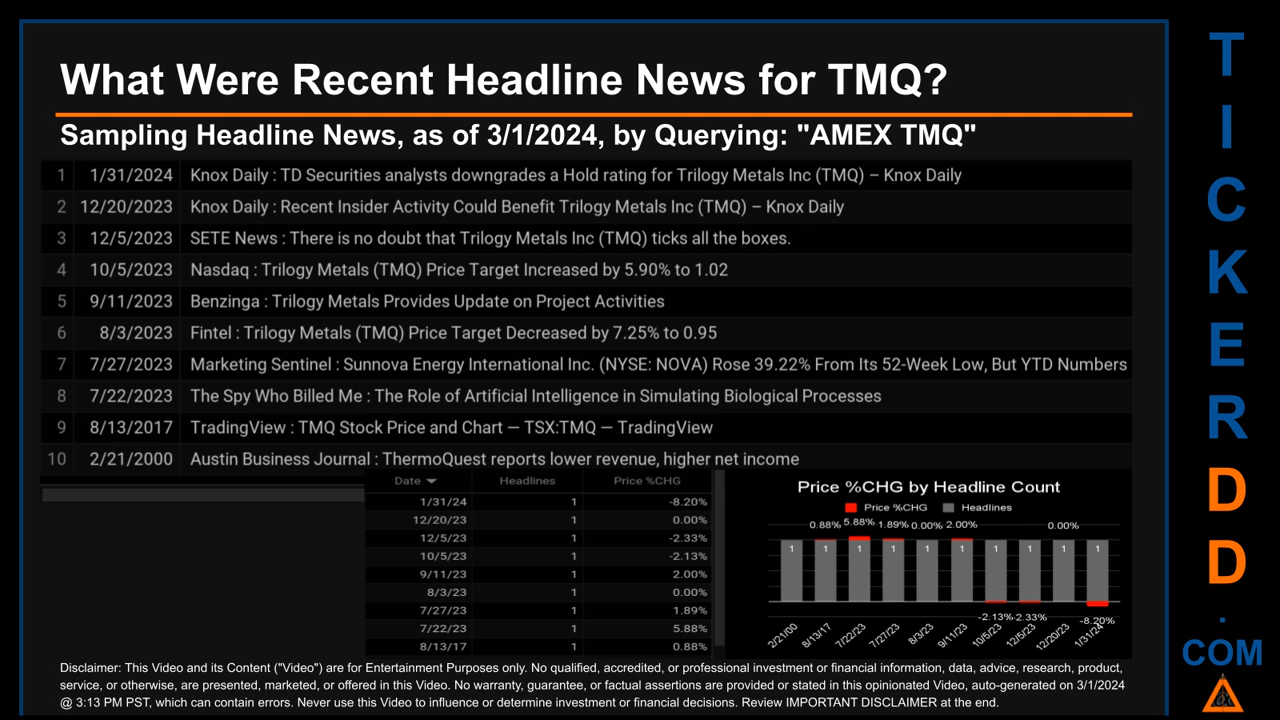 What Were Recent Headline News for TMQ?
Sampling Headline News, as of 3/1/2024, by Querying: "AMEX TMQ"
1 1/31/2024 Knox Daily : TD Securities analysts downgrades a Hold rating for Trilogy Metals Inc (TMQ) – Knox Daily
2 12/20/2023 Knox Daily : Recent Insider Activity Could Benefit Trilogy Metals Inc (TMQ) – Knox Daily
3 12/5/2023 SETE News : There is no doubt that Trilogy Metals Inc (TMQ) ticks all the boxes.
4 10/5/2023 Nasdaq : Trilogy Metals (TMQ) Price Target Increased by 5.90% to 1.02
5 9/11/2023 Benzinga : Trilogy Metals Provides Update on Project Activities
6 8/3/2023 Fintel : Trilogy Metals (TMQ) Price Target Decreased by 7.25% to 0.95
7 7/27/2023 Marketing Sentinel : Sunnova Energy International Inc. (NYSE: NOVA) Rose 39.22% From Its 52-Week Low, But YTD Numbers
8 7/22/2023 The Spy Who Billed Me : The Role of Artificial Intelligence in Simulating Biological Processes
9 8/13/2017 TradingView : TMQ Stock Price and Chart — TSX:TMQ — TradingView
10 2/21/2000 Austin Business Journal : ThermoQuest reports lower revenue, higher net income
Date Headlines Price %CHG
1/31/24 1 -8.20%
12/20/23 1 0.00%
12/5/23 1 -2.33%
10/5/23 1 -2.13%
9/11/23 1 2.00%
8/3/23 1 0.00%
7/27/23 1 1.89%
7/22/23 1 5.88%
8/13/17 1 0.88%
Price %CHG by Headline Count
Price %CHG Headlines
0.88% 5.88% 1.89% 0.00% 2.00% 0.00%
1 1 1 1 1 1 1 1 1 1
-2.13% -2.33% -8.20%
2/21/00 8/13/17 7/22/23 7/27/23 8/3/23 9/11/23 10/5/23 12/5/23 12/20/23 1/31/24
Disclaimer: This Video and its Content ("Video") are for Entertainment Purposes only. No qualified, accredited, or professional investment or financial information, data, advice, research, product,
service, or otherwise, are presented, marketed, or offered in this Video. No warranty, guarantee, or factual assertions are provided or stated in this opinionated Video, auto-generated on 3/1/2024
@ 3:13 PM PST, which can contain errors. Never use this Video to influence or determine investment or financial decisions. Review IMPORTANT DISCLAIMER at the end.
T
I
C
K
E
R
D
D
.
COM